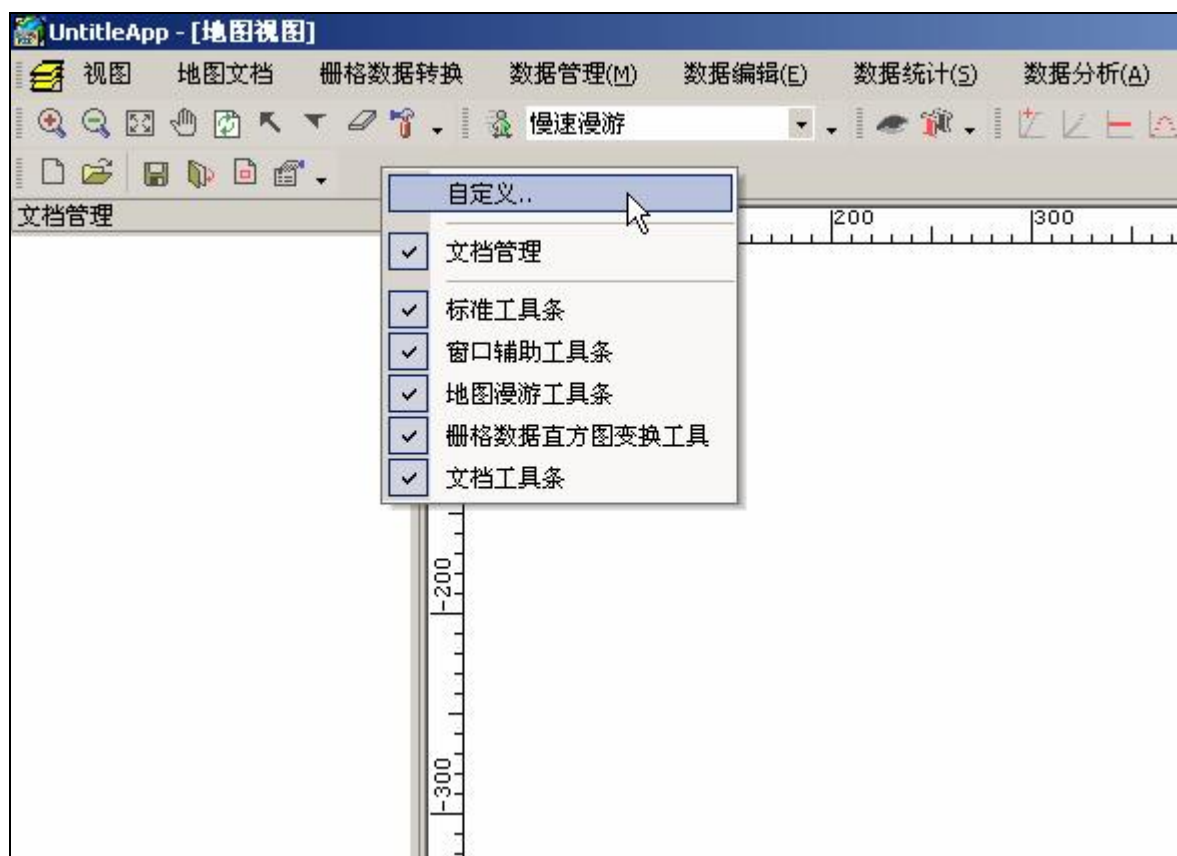 UntitleApp - [地图视图]
视图 地图文档 栅格数据转换 数据管理(M) 数据编辑(E) 数据统计(S) 数据分析(A)
慢速漫游
文档管理
自定义..
文档管理
标准工具条
窗口辅助工具条
地图漫游工具条
栅格数据直方图变换工具
文档工具条
200 300
-200
-300